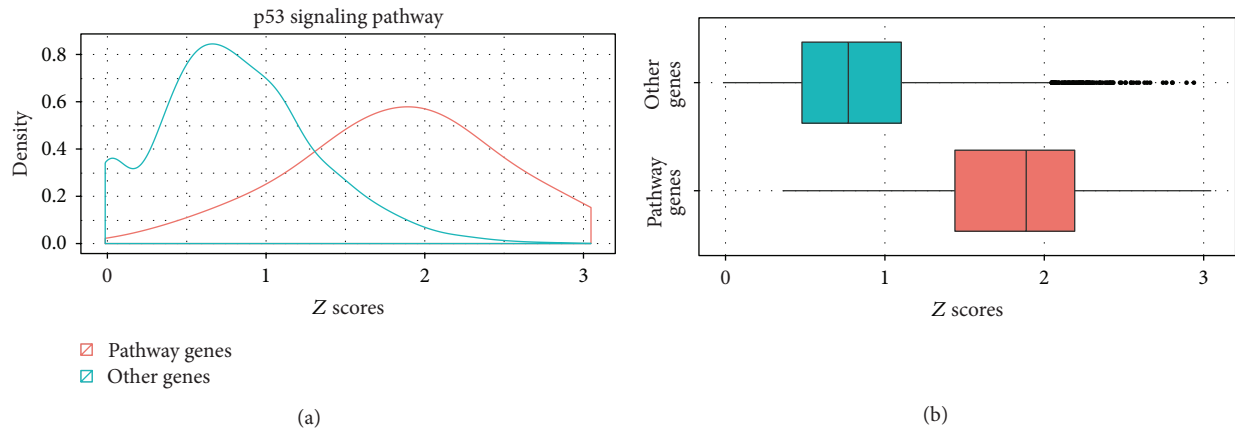 p53 signaling pathway
Density
0.8
0.6
0.4
0.2
0.0
0 1 2 3
Z scores
Pathway genes
Other genes
(a)
Other
genes
Pathway
genes
0 1 2 3
Z scores
(b)